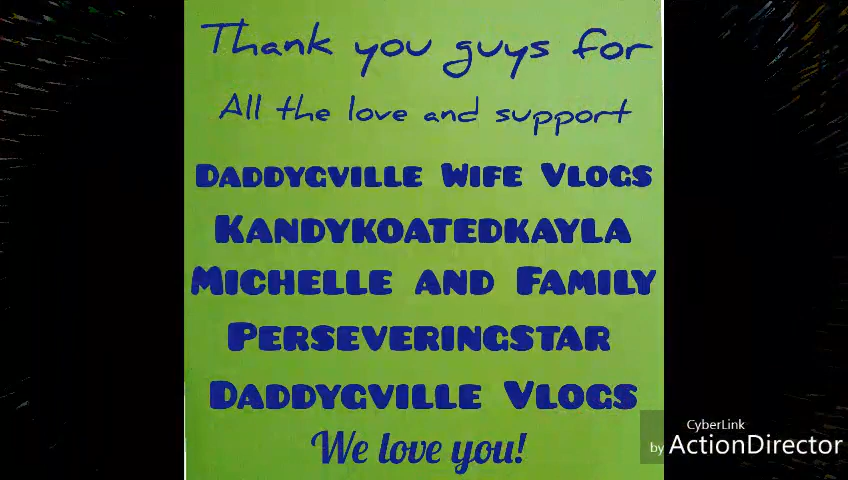 Thank you guys for
All the love and support
Daddygville Wife Vlogs
Kandykoatedkayla
Michelle and Family
Perseveringstar
Daddygville Vlogs
We love you!
CyberLink
by ActionDirector